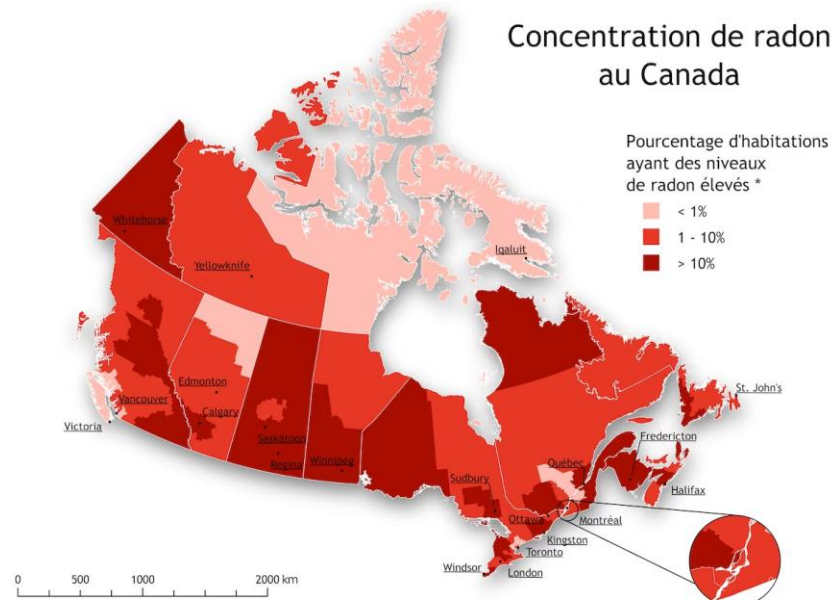 Concentration de radon
au Canada
Pourcentage d'habitations
ayant des niveaux
de radon élevés *
< 1%
1 - 10%
> 10%
Whitehorse
Yellowknife
Iqaluit
Edmonton
Vancouver
Calgary
Victoria
Saskatoon
Regina
Winnipeg
St. John's
Fredericton
Québec
Sudbury
Halifax
Ottawa
Montréal
Kingston
Toronto
Windsor
London
0 500 1000 2000 km